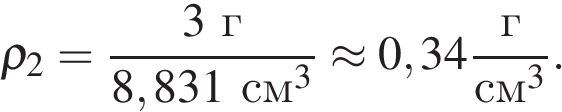 ρ₂ = 3 г / 8,831 см³ ≈ 0,34 г/см³.